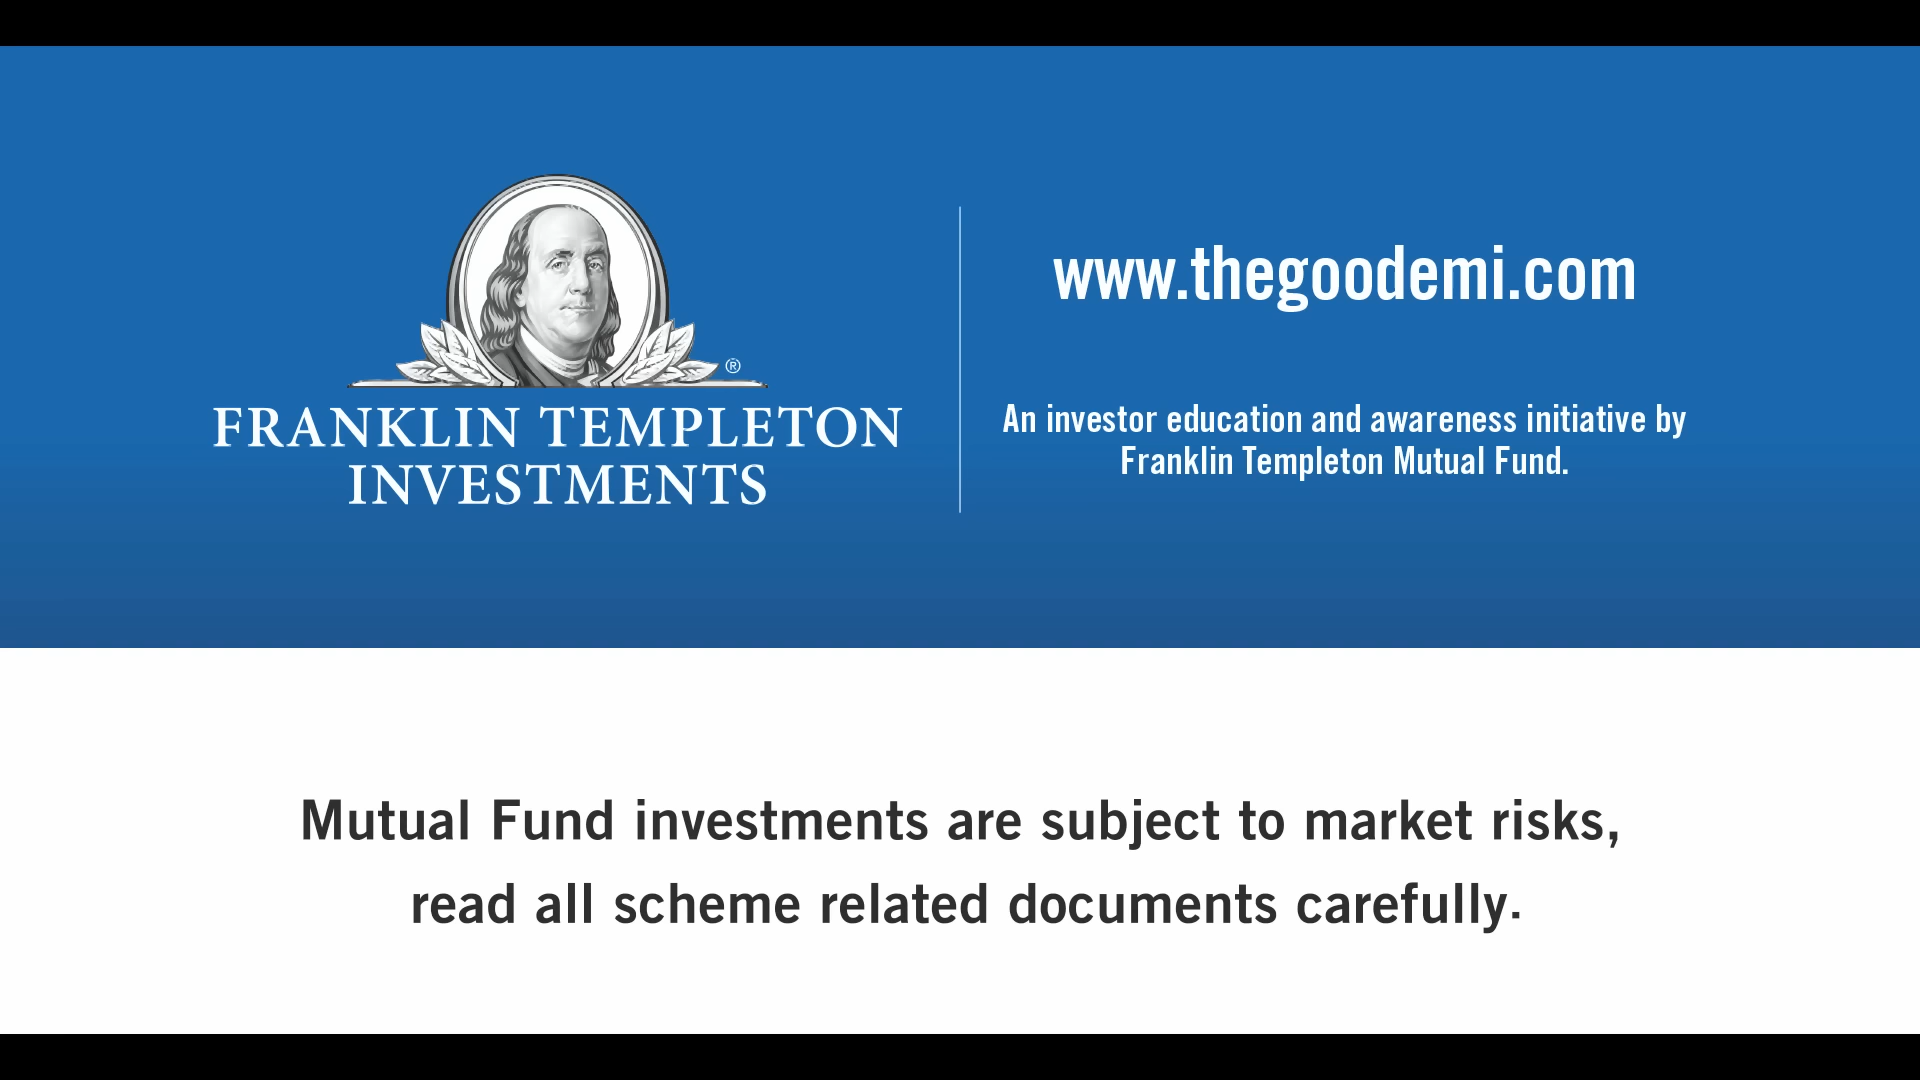 ®
FRANKLIN TEMPLETON
INVESTMENTS
www.thegoodemi.com
An investor education and awareness initiative by
Franklin Templeton Mutual Fund.
Mutual Fund investments are subject to market risks,
read all scheme related documents carefully.